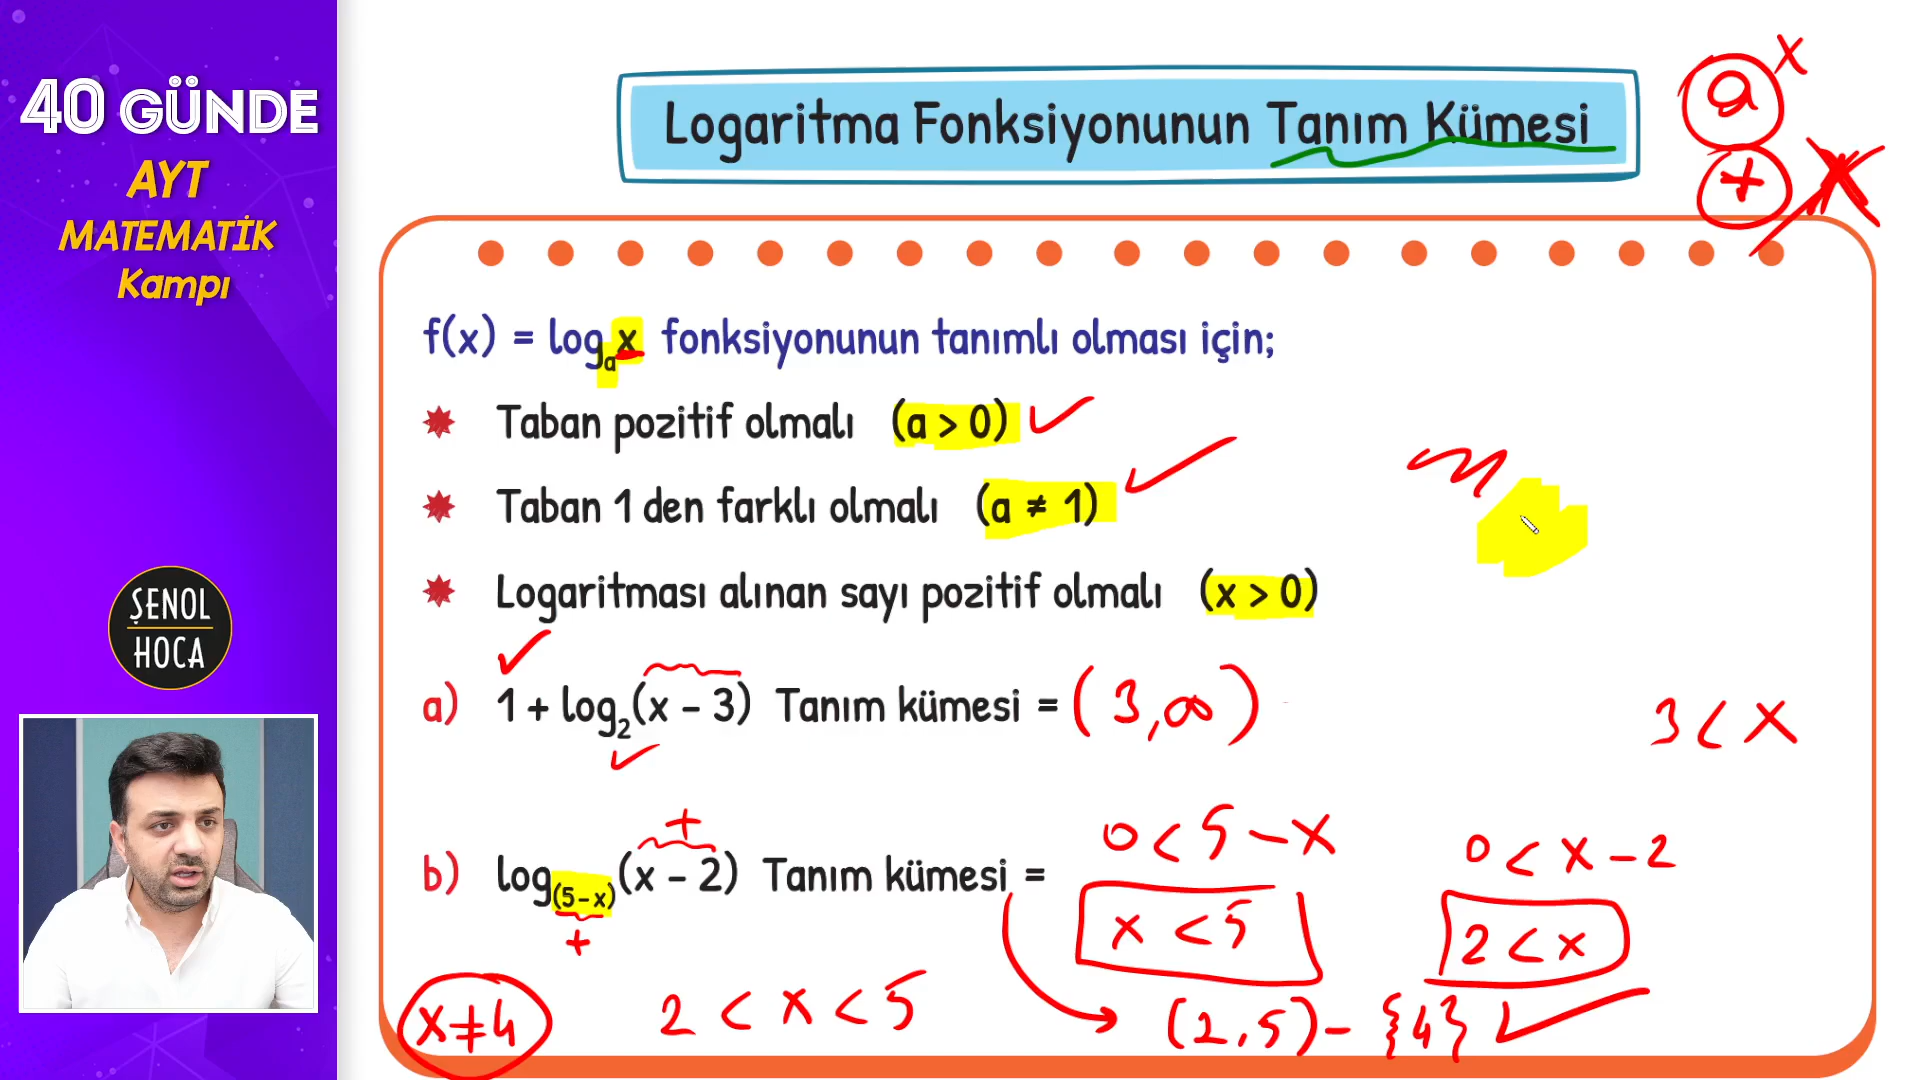 40 GÜNDE
AYT
MATEMATİK
Kampı
ŞENOL
HOCA
Logaritma Fonksiyonunun Tanım Kümesi
a x
+
f(x) = logₐx fonksiyonunun tanımlı olması için;
Taban pozitif olmalı (a > 0)
Taban 1 den farklı olmalı (a ≠ 1)
Logaritması alınan sayı pozitif olmalı (x > 0)
a) 1 + log₂(x – 3) Tanım kümesi = (3, ∞)
3 < x
b) log₍₅₋ₓ₎(x – 2) Tanım kümesi =
+
+
0 < 5 – x
x < 5
0 < x – 2
2 < x
x ≠ 4
2 < x < 5
(2, 5) – {4}